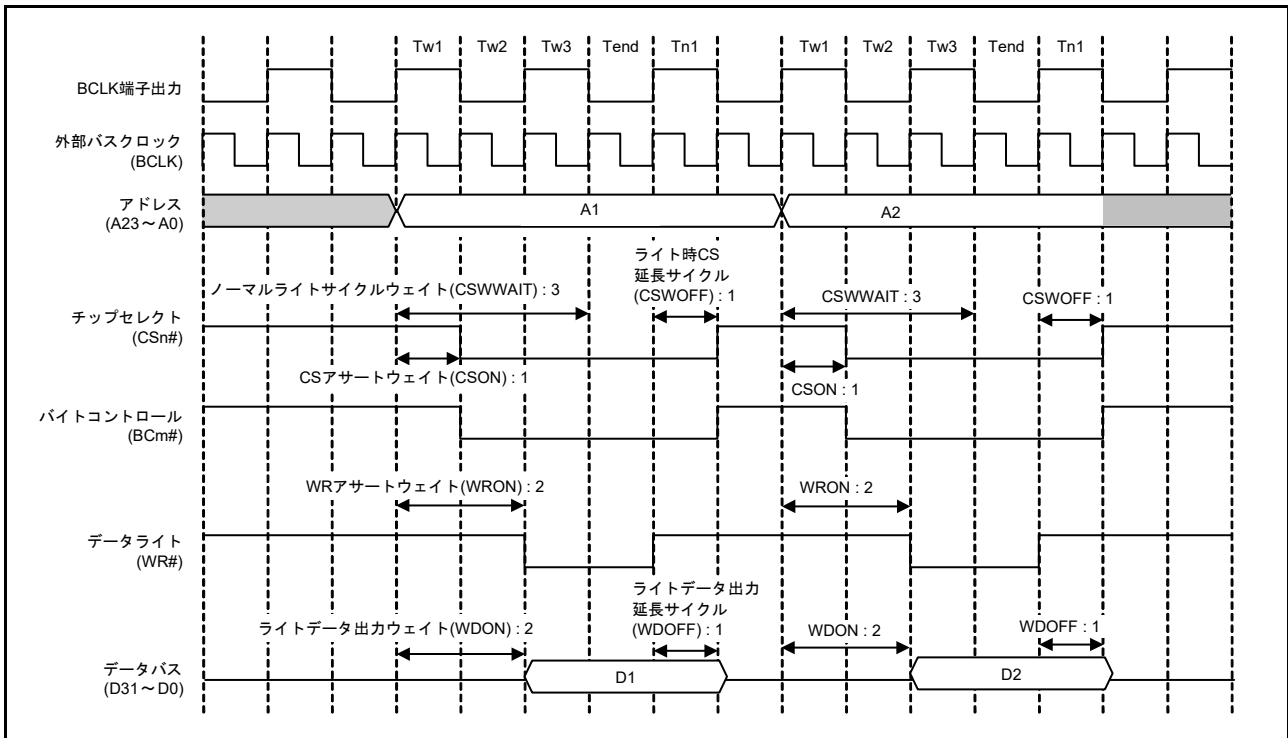 Tw1 Tw2 Tw3 Tend Tn1 Tw1 Tw2 Tw3 Tend Tn1
BCLK端子出力
外部バスクロック
(BCLK)
アドレス
(A23～A0)
A1
A2
ライト時CS
延長サイクル
(CSWOFF) : 1
ノーマルライトサイクルウェイト(CSWWAIT) : 3
CSWWAIT : 3
CSWOFF : 1
チップセレクト
(CSn#)
CSアサートウェイト(CSON) : 1
CSON : 1
バイトコントロール
(BCm#)
WRアサートウェイト(WRON) : 2
WRON : 2
データライト
(WR#)
ライトデータ出力
延長サイクル
(WDOFF) : 1
ライトデータ出力ウェイト(WDON) : 2
WDON : 2
WDOFF : 1
データバス
(D31～D0)
D1
D2